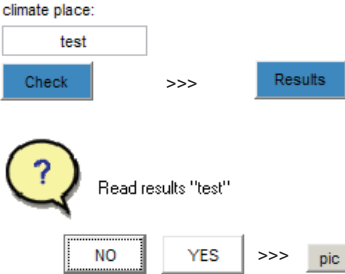 climate place:
test
Check >>> Results
?
Read results "test"
NO YES >>> pic